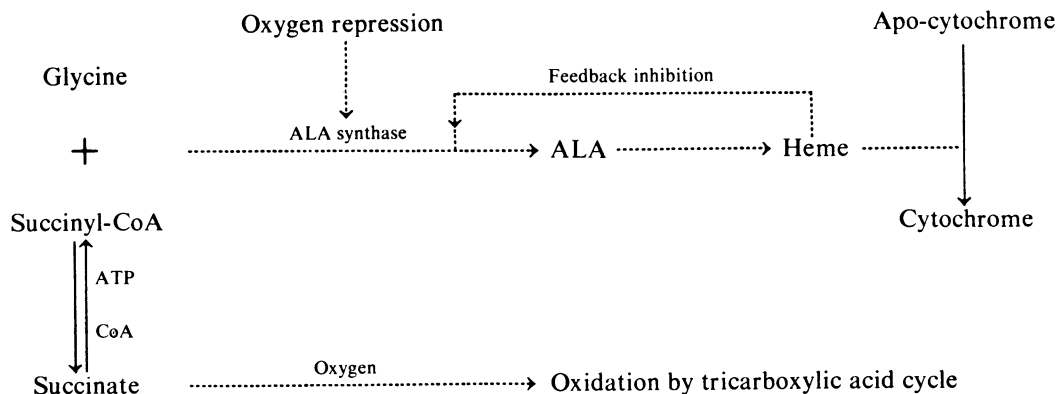 Oxygen repression
Apo-cytochrome
Glycine
Feedback inhibition
ALA synthase
+
ALA
Heme
Succinyl-CoA
Cytochrome
ATP
CoA
Succinate
Oxygen
Oxidation by tricarboxylic acid cycle